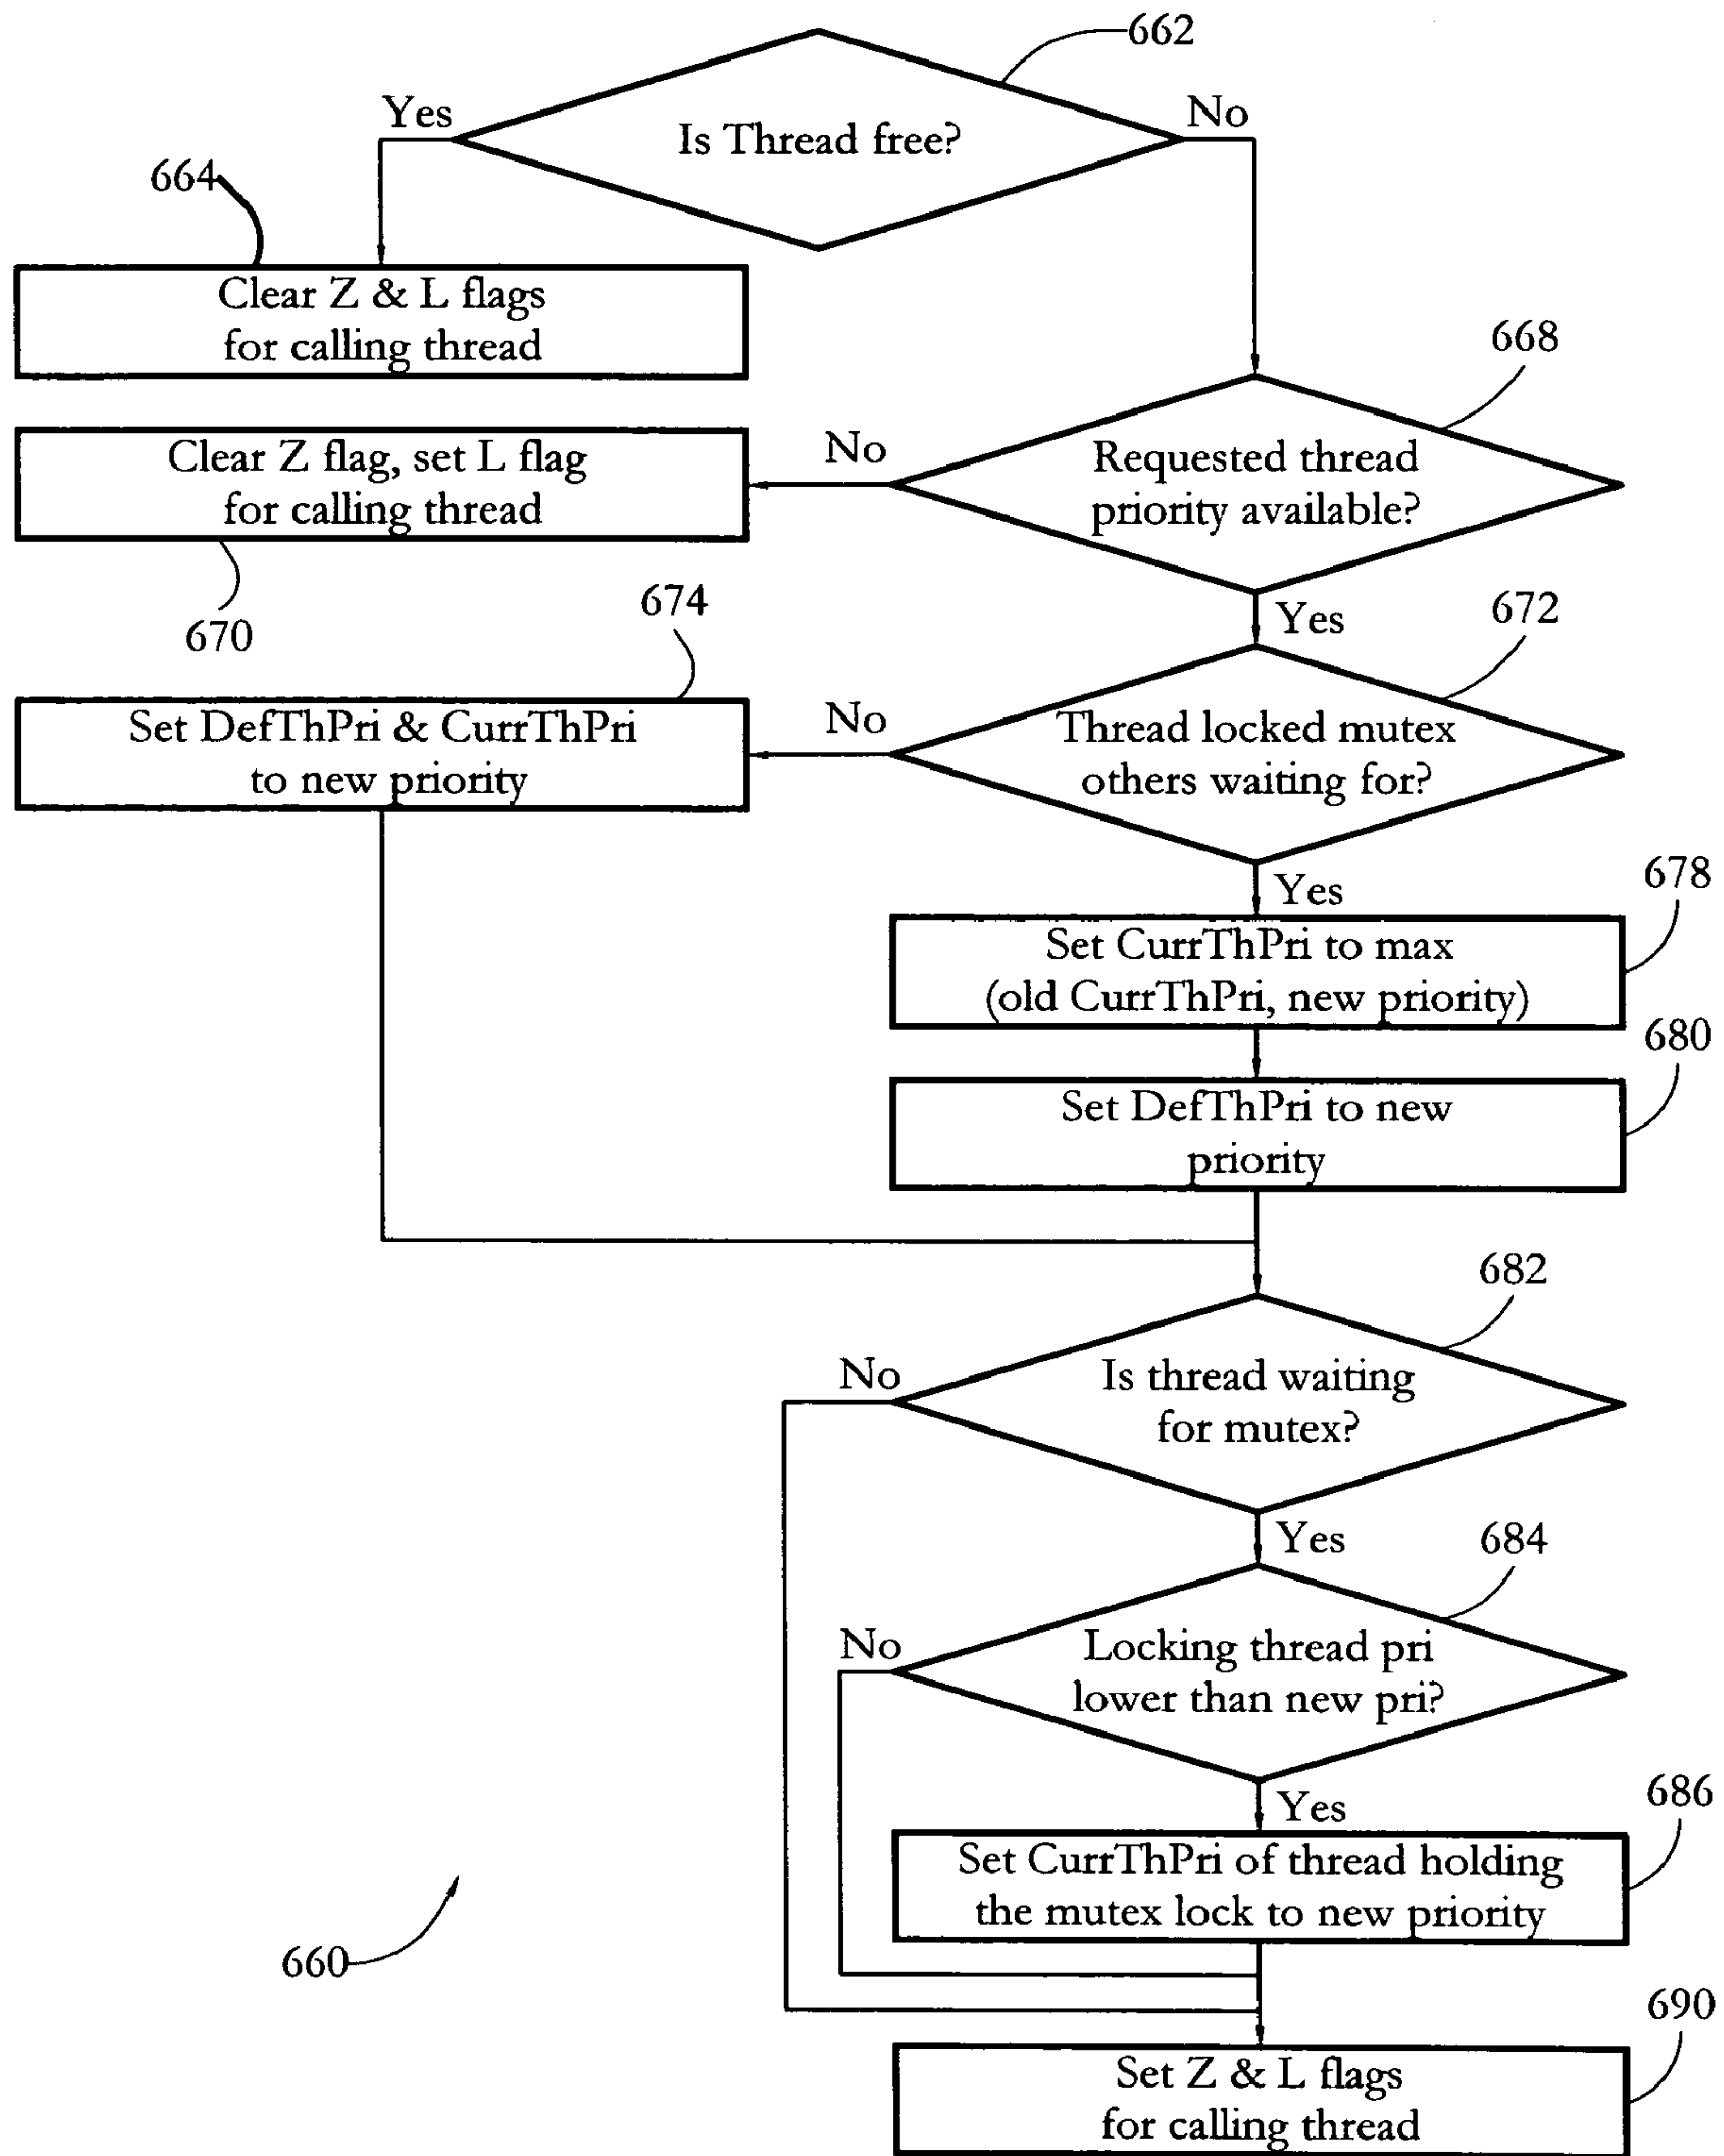 662
Yes
No
Is Thread free?
664
Clear Z & L flags
for calling thread
668
Requested thread
priority available?
No
Clear Z flag, set L flag
for calling thread
670
Yes
672
674
Thread locked mutex
others waiting for?
No
Set DefThPri & CurrThPri
to new priority
Yes
678
Set CurrThPri to max
(old CurrThPri, new priority)
680
Set DefThPri to new
priority
682
Is thread waiting
for mutex?
No
Yes
684
Locking thread pri
lower than new pri?
No
Yes
686
Set CurrThPri of thread holding
the mutex lock to new priority
660
690
Set Z & L flags
for calling thread